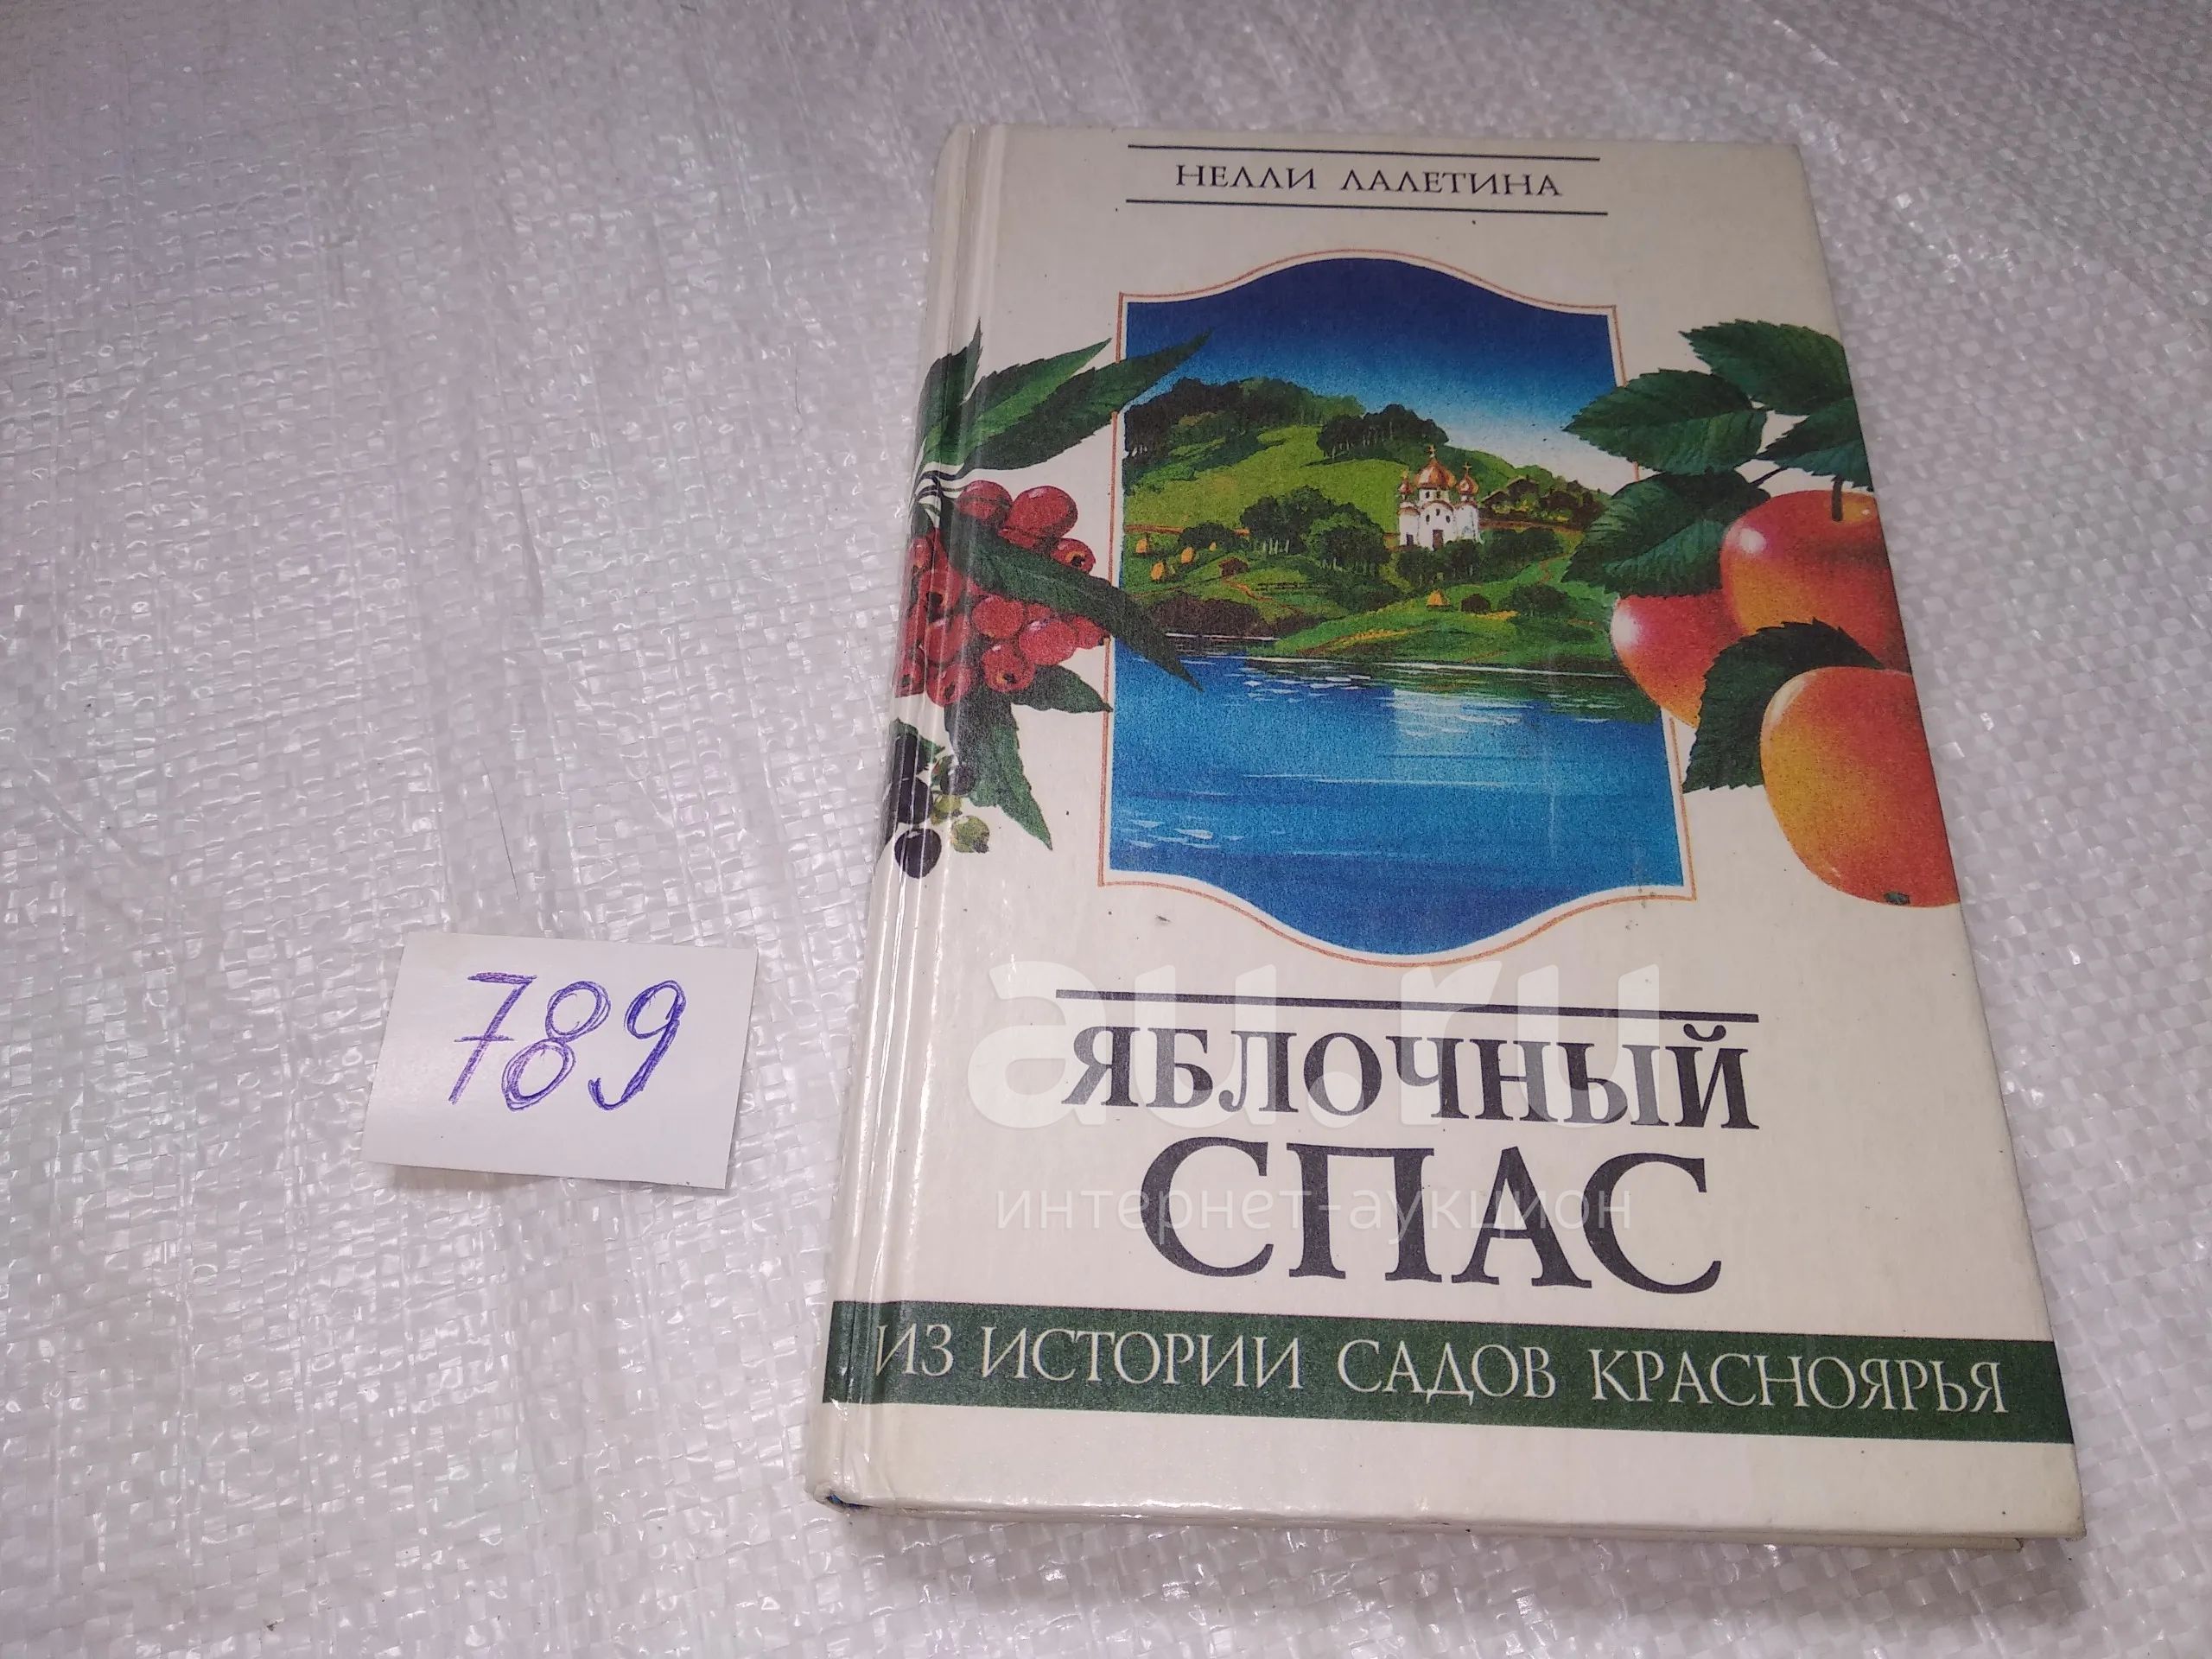 НЕЛЛИ ЛАЛЕТИНА
789
au.ru
ЯБЛОЧНЫЙ
СПАС
интернет-аукцион
ИЗ ИСТОРИИ САДОВ КРАСНОЯРЬЯ